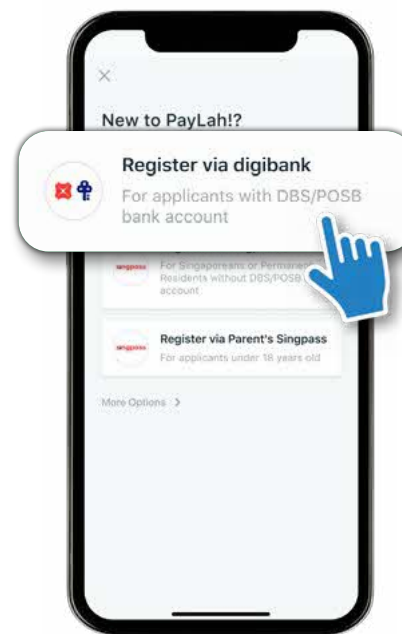 New to PayLah!?
Register via digibank
For applicants with DBS/POSB
bank account
singpass
For Singaporeans or Permanent
Residents without DBS/POSB
account
singpass
Register via Parent's Singpass
For applicants under 18 years old
More Options